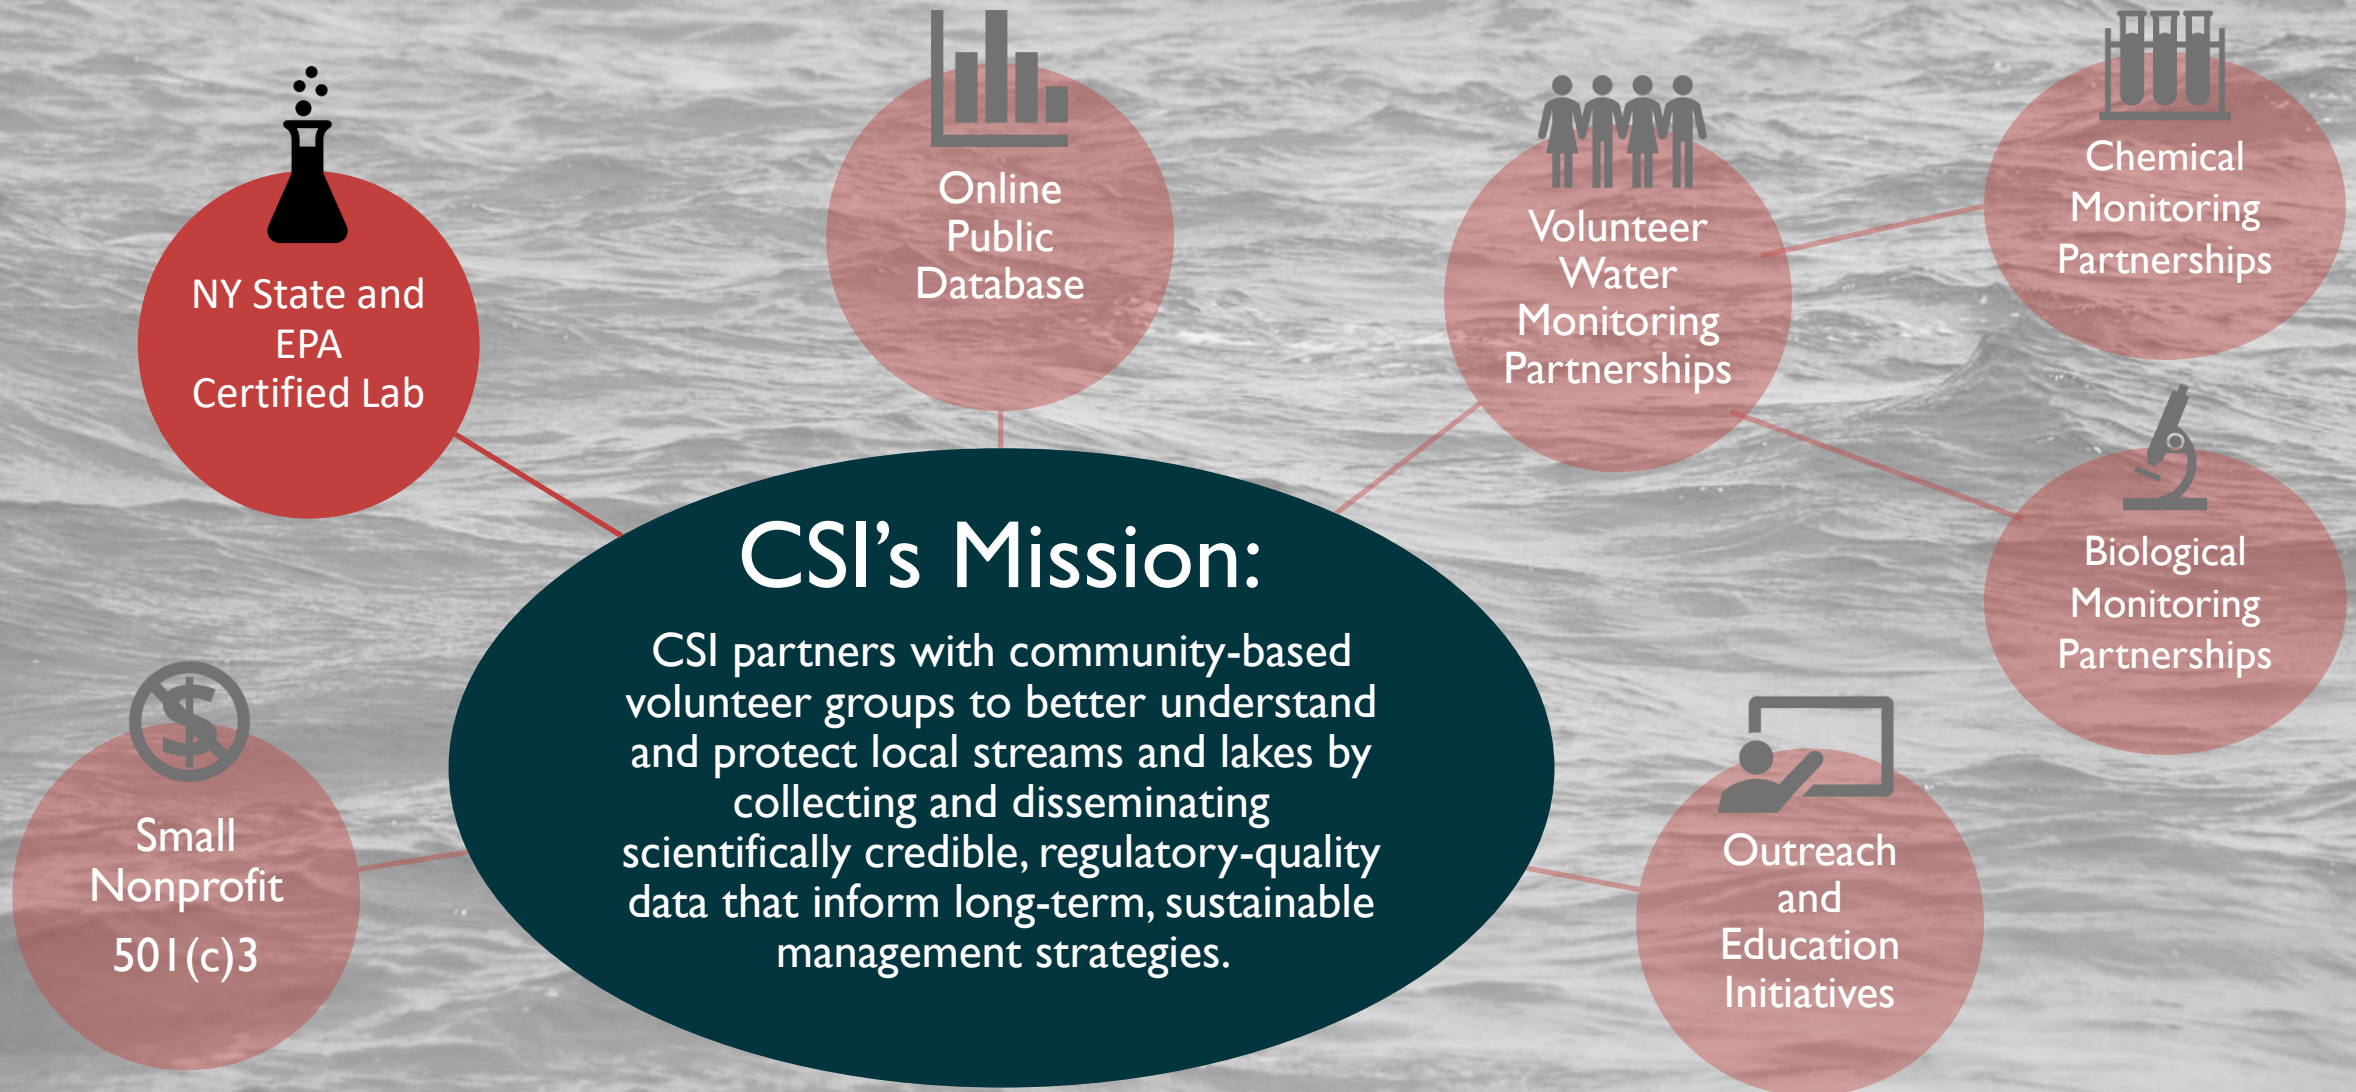 NY State and
EPA
Certified Lab
Online
Public
Database
Volunteer
Water
Monitoring
Partnerships
Chemical
Monitoring
Partnerships
Biological
Monitoring
Partnerships
CSI's Mission:
CSI partners with community-based
volunteer groups to better understand
and protect local streams and lakes by
collecting and disseminating
scientifically credible, regulatory-quality
data that inform long-term, sustainable
management strategies.
Small
Nonprofit
501(c)3
Outreach
and
Education
Initiatives